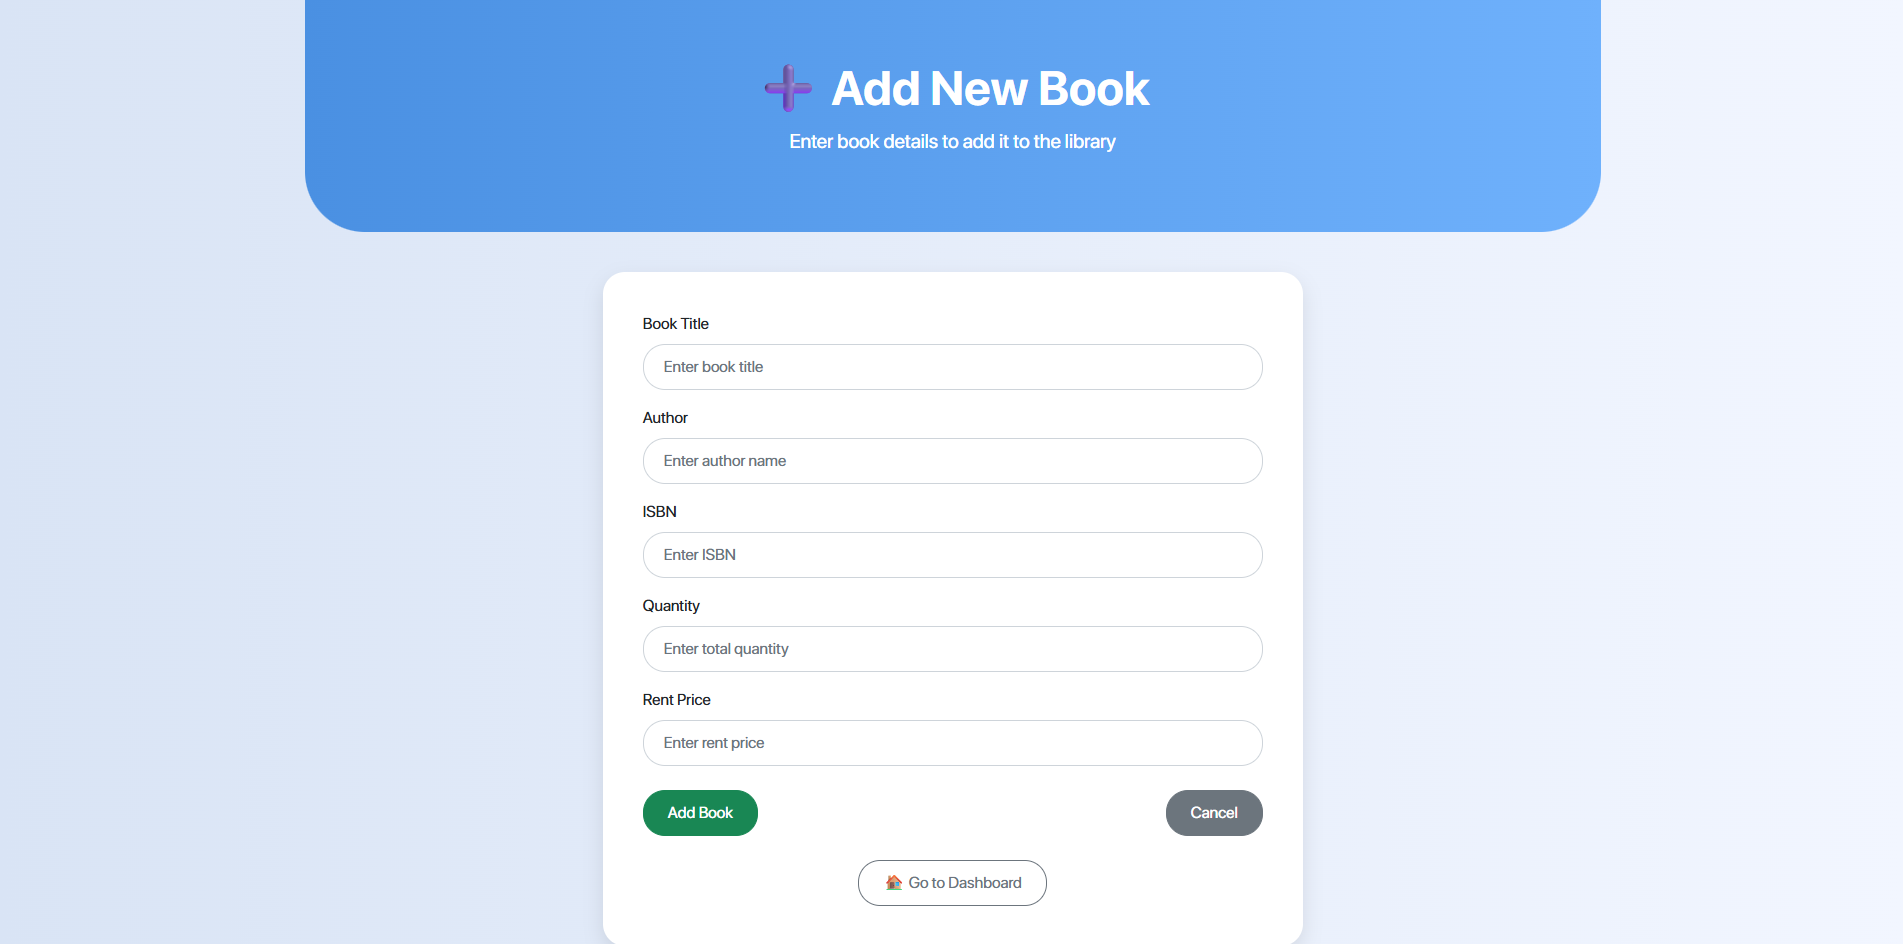 ➕ Add New Book
Enter book details to add it to the library
Book Title
Enter book title
Author
Enter author name
ISBN
Enter ISBN
Quantity
Enter total quantity
Rent Price
Enter rent price
Add Book
Cancel
🏠 Go to Dashboard